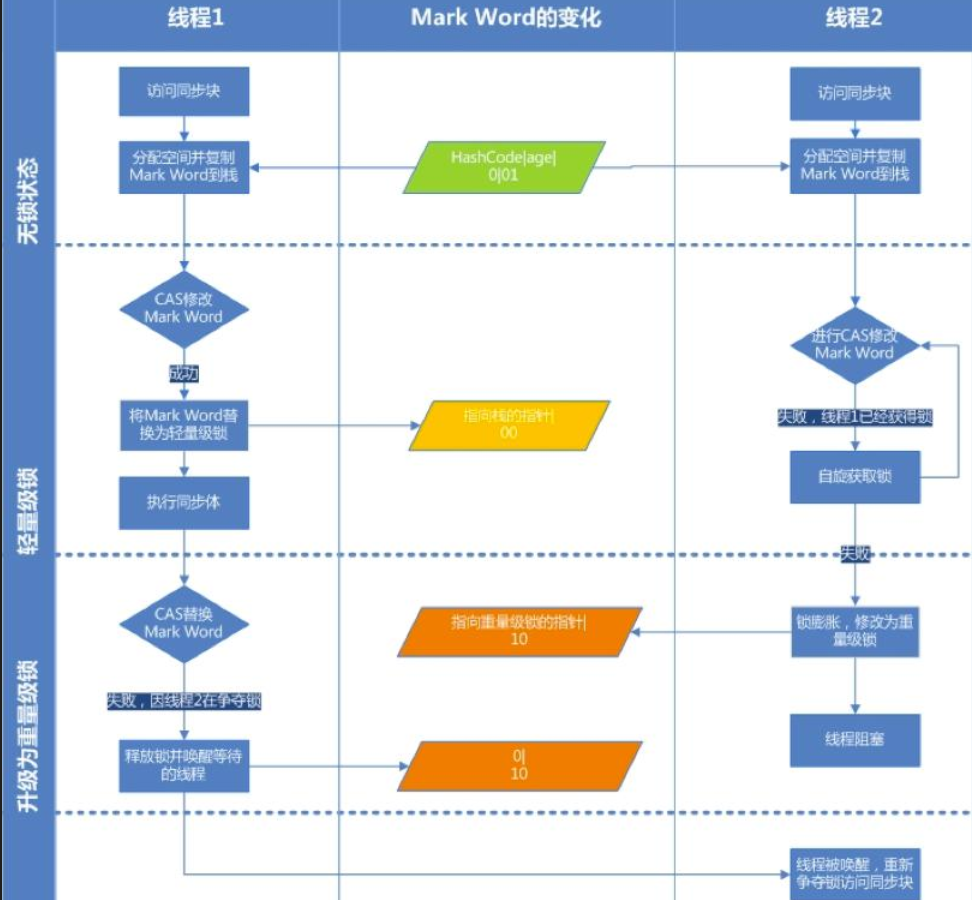 线程1
Mark Word的变化
线程2
无锁状态
访问同步块
访问同步块
分配空间并复制
Mark Word到栈
HashCode|age|
0|01
分配空间并复制
Mark Word到栈
轻量级锁
CAS修改
Mark Word
进行CAS修改
Mark Word
成功
将Mark Word替
换为轻量级锁
指向栈的指针|
00
失败，线程1已经获得锁
自旋获取锁
执行同步体
失败
升级为重量级锁
CAS替换
Mark Word
指向重量级锁的指针|
10
锁膨胀，修改为重
量级锁
失败，因线程2在争夺锁
释放锁并唤醒等待
的线程
0|
10
线程阻塞
线程被唤醒，重新
争夺锁访问同步块